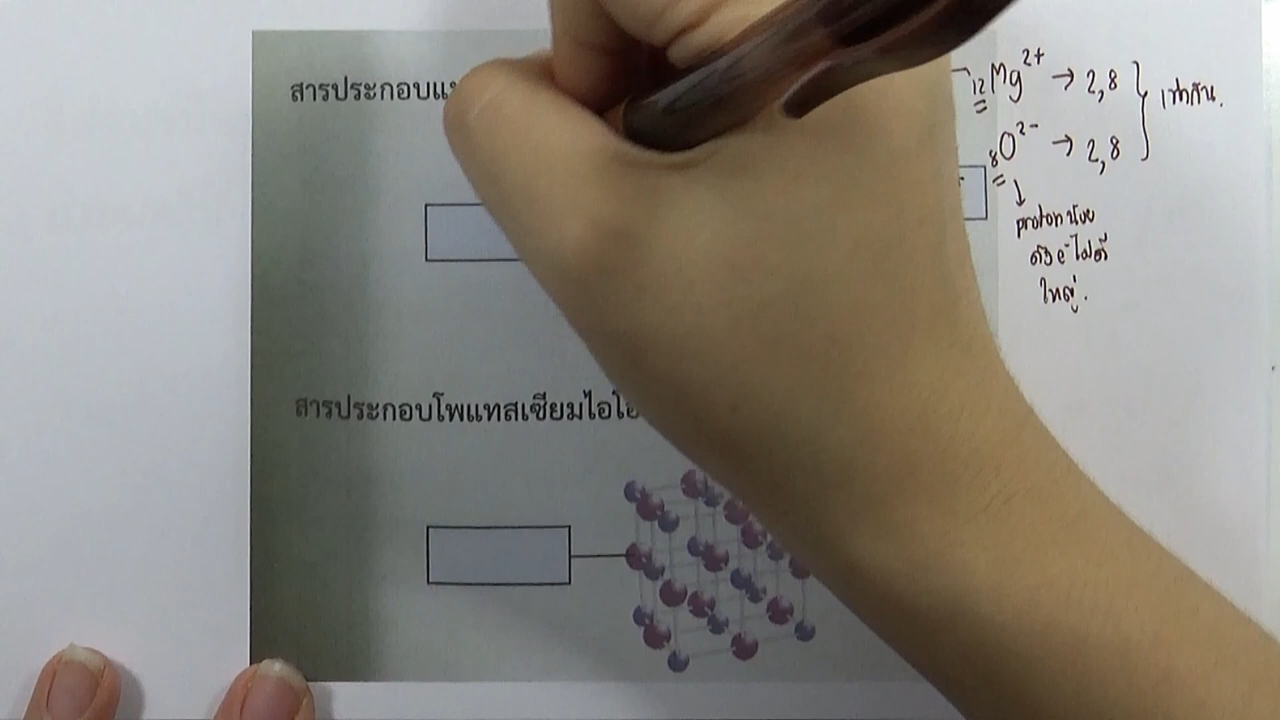 สารประกอบแ
12Mg2+ → 2,8
8O2- → 2,8
เท่ากัน.
proton น้อย
ดึง e- ไม่ดี
ใหญ่.
สารประกอบโพแทสเซียมไอโอ